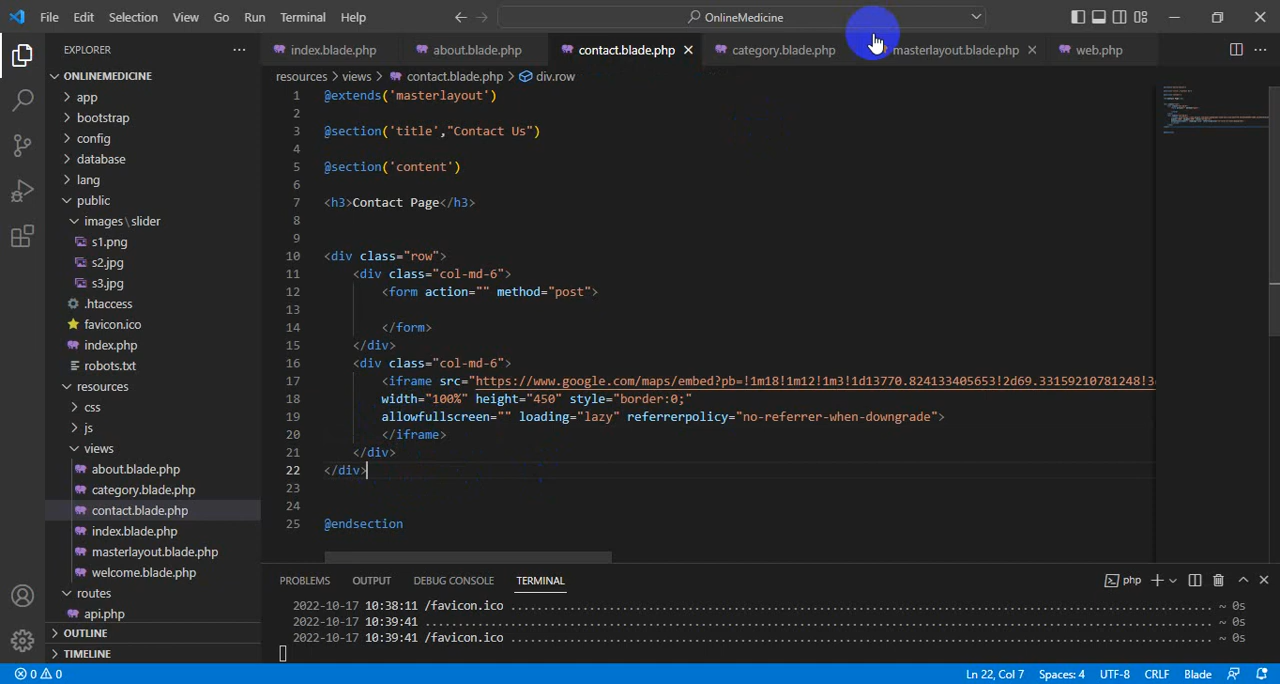 File Edit Selection View Go Run Terminal Help OnlineMedicine
EXPLORER
index.blade.php about.blade.php contact.blade.php category.blade.php masterlayout.blade.php web.php
ONLINEMEDICINE
resources > views > contact.blade.php > div.row
app
bootstrap
config
database
lang
public
images \ slider
s1.png
s2.jpg
s3.jpg
.htaccess
favicon.ico
index.php
robots.txt
resources
css
js
views
about.blade.php
category.blade.php
contact.blade.php
index.blade.php
masterlayout.blade.php
welcome.blade.php
routes
api.php
OUTLINE
TIMELINE
1 @extends('masterlayout')
2
3 @section('title',"Contact Us")
4
5 @section('content')
6
7 <h3>Contact Page</h3>
8
9
10 <div class="row">
11 <div class="col-md-6">
12 <form action="" method="post">
13
14 </form>
15 </div>
16 <div class="col-md-6">
17 <iframe src="https://www.google.com/maps/embed?pb=!1m18!1m12!1m3!1d13770.824133405653!2d69.33159210781248!3
18 width="100%" height="450" style="border:0;"
19 allowfullscreen="" loading="lazy" referrerpolicy="no-referrer-when-downgrade">
20 </iframe>
21 </div>
22 </div>
23
24
25 @endsection
PROBLEMS OUTPUT DEBUG CONSOLE TERMINAL php
2022-10-17 10:38:11 /favicon.ico ........................................ ~ 0s
2022-10-17 10:39:41 ........................................ ~ 0s
2022-10-17 10:39:41 /favicon.ico ........................................ ~ 0s
0 0 Ln 22, Col 7 Spaces: 4 UTF-8 CRLF Blade